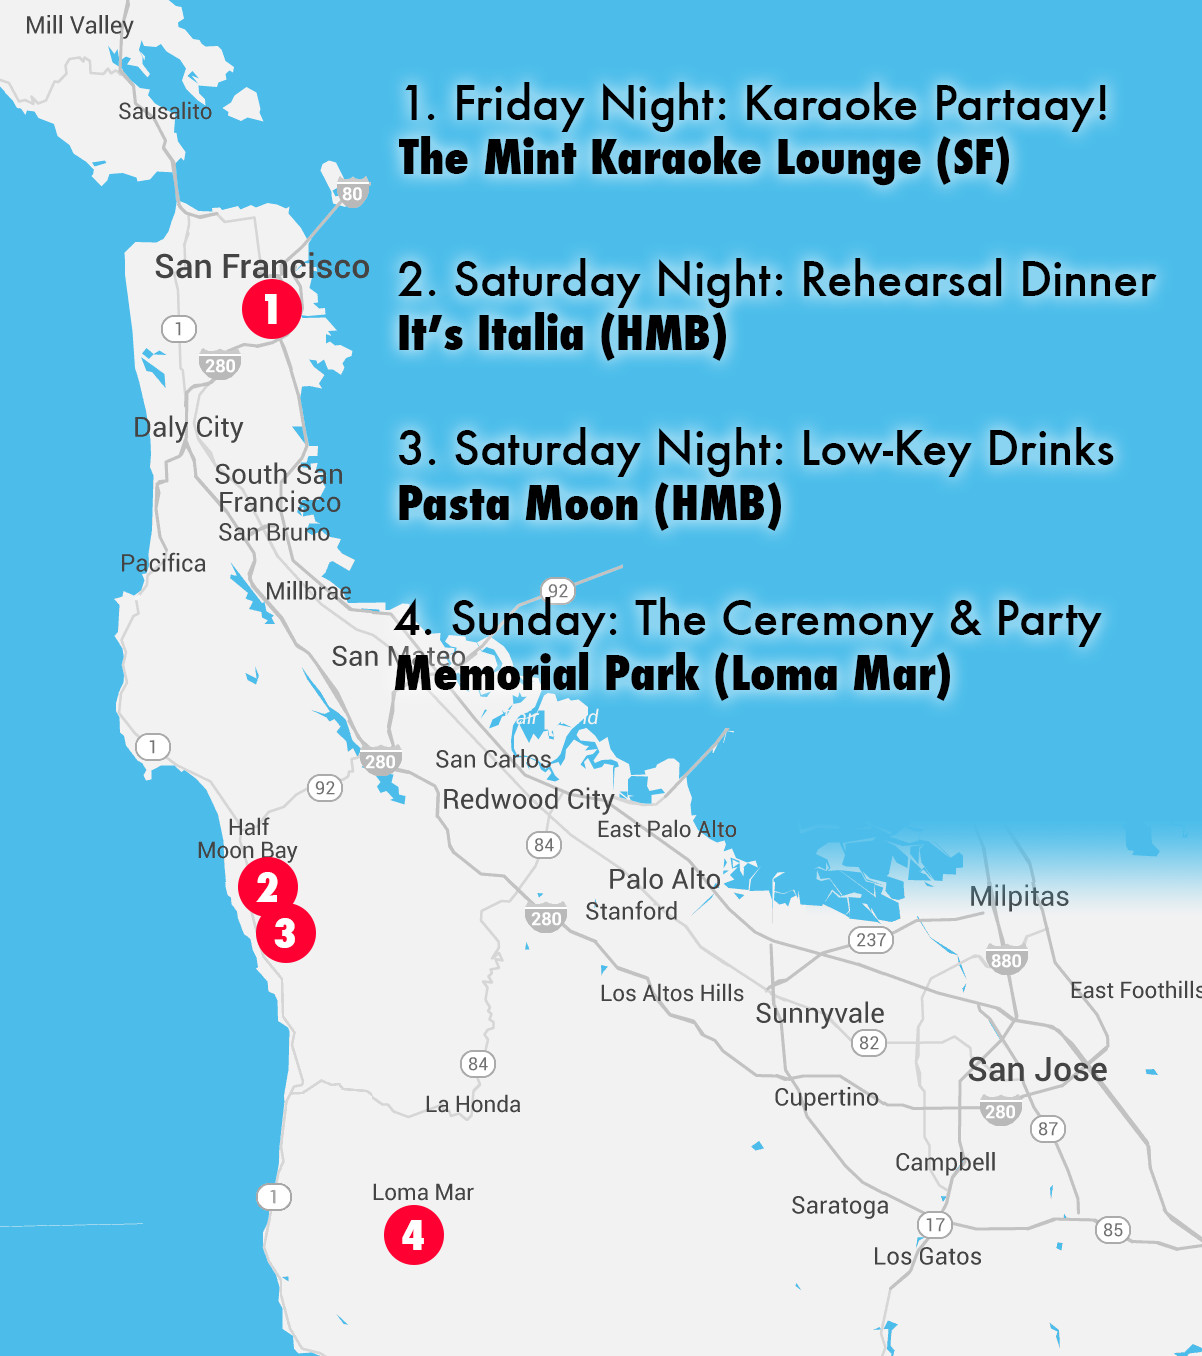 Mill Valley
Sausalito
1. Friday Night: Karaoke Partaay!
The Mint Karaoke Lounge (SF)
80
San Francisco
1
1
280
2. Saturday Night: Rehearsal Dinner
It's Italia (HMB)
Daly City
South San
Francisco
San Bruno
Pacifica
Millbrae
3. Saturday Night: Low-Key Drinks
Pasta Moon (HMB)
92
4. Sunday: The Ceremony & Party
San Mateo
Memorial Park (Loma Mar)
1
280
San Carlos
92
Redwood City
Half
Moon Bay
84
East Palo Alto
2
Palo Alto
Milpitas
280
Stanford
3
237
880
Los Altos Hills
East Foothills
Sunnyvale
82
84
San Jose
La Honda
Cupertino
280
87
Campbell
1
Loma Mar
Saratoga
4
17
85
Los Gatos